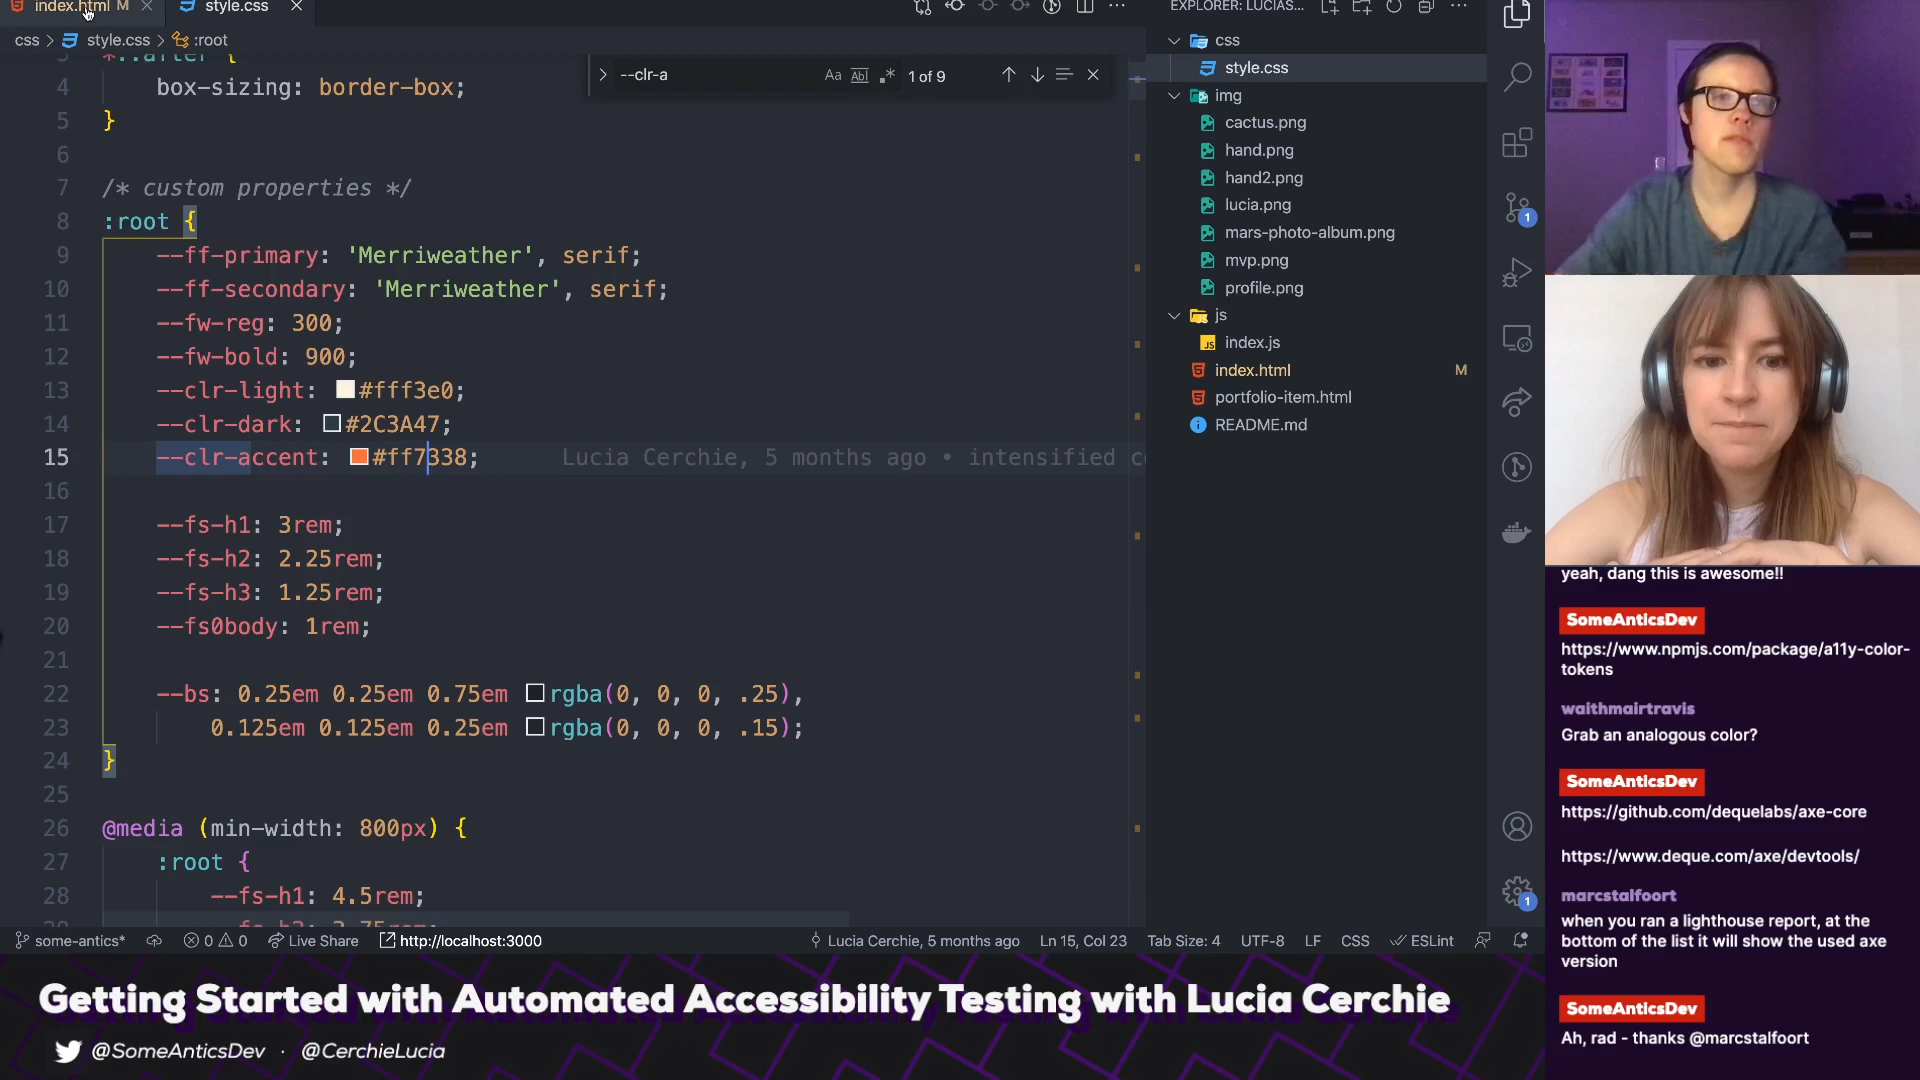 index.html M
style.css
css > style.css > :root
*::after {
4 box-sizing: border-box;
5 }
6
7 /* custom properties */
8 :root {
9 --ff-primary: 'Merriweather', serif;
10 --ff-secondary: 'Merriweather', serif;
11 --fw-reg: 300;
12 --fw-bold: 900;
13 --clr-light: #fff3e0;
14 --clr-dark: #2C3A47;
15 --clr-accent: #ff7338; Lucia Cerchie, 5 months ago • intensified
16
17 --fs-h1: 3rem;
18 --fs-h2: 2.25rem;
19 --fs-h3: 1.25rem;
20 --fs0body: 1rem;
21
22 --bs: 0.25em 0.25em 0.75em rgba(0, 0, 0, .25),
23 0.125em 0.125em 0.25em rgba(0, 0, 0, .15);
24 }
25
26 @media (min-width: 800px) {
27 :root {
28 --fs-h1: 4.5rem;
--clr-a
Aa Abl .* 1 of 9
EXPLORER: LUCIAS...
css
style.css
img
cactus.png
hand.png
hand2.png
lucia.png
mars-photo-album.png
mvp.png
profile.png
js
JS index.js
index.html M
portfolio-item.html
README.md
1
1
some-antics* 0 0 Live Share http://localhost:3000 Lucia Cerchie, 5 months ago Ln 15, Col 23 Tab Size: 4 UTF-8 LF CSS ESLint
yeah, dang this is awesome!!
SomeAnticsDev
https://www.npmjs.com/package/a11y-color-
tokens
waithmairtravis
Grab an analogous color?
SomeAnticsDev
https://github.com/dequelabs/axe-core
https://www.deque.com/axe/devtools/
marcstalfoort
when you ran a lighthouse report, at the
bottom of the list it will show the used axe
version
SomeAnticsDev
Ah, rad - thanks @marcstalfoort
Getting Started with Automated Accessibility Testing with Lucia Cerchie
@SomeAnticsDev · @CerchieLucia